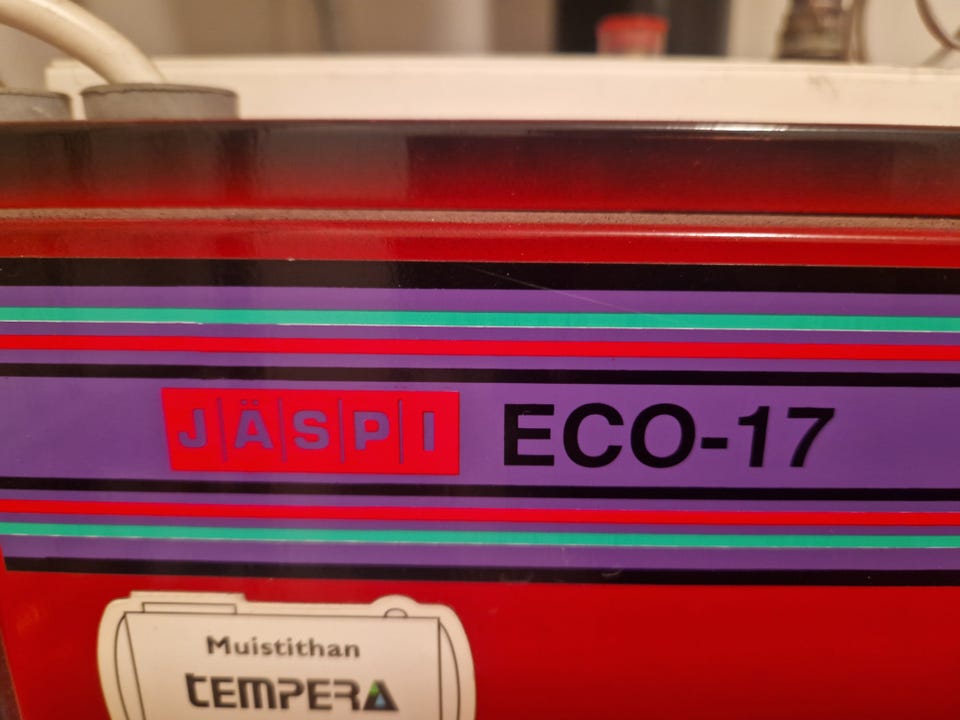 JÄSPI ECO-17
Muistithan
TEMPERA